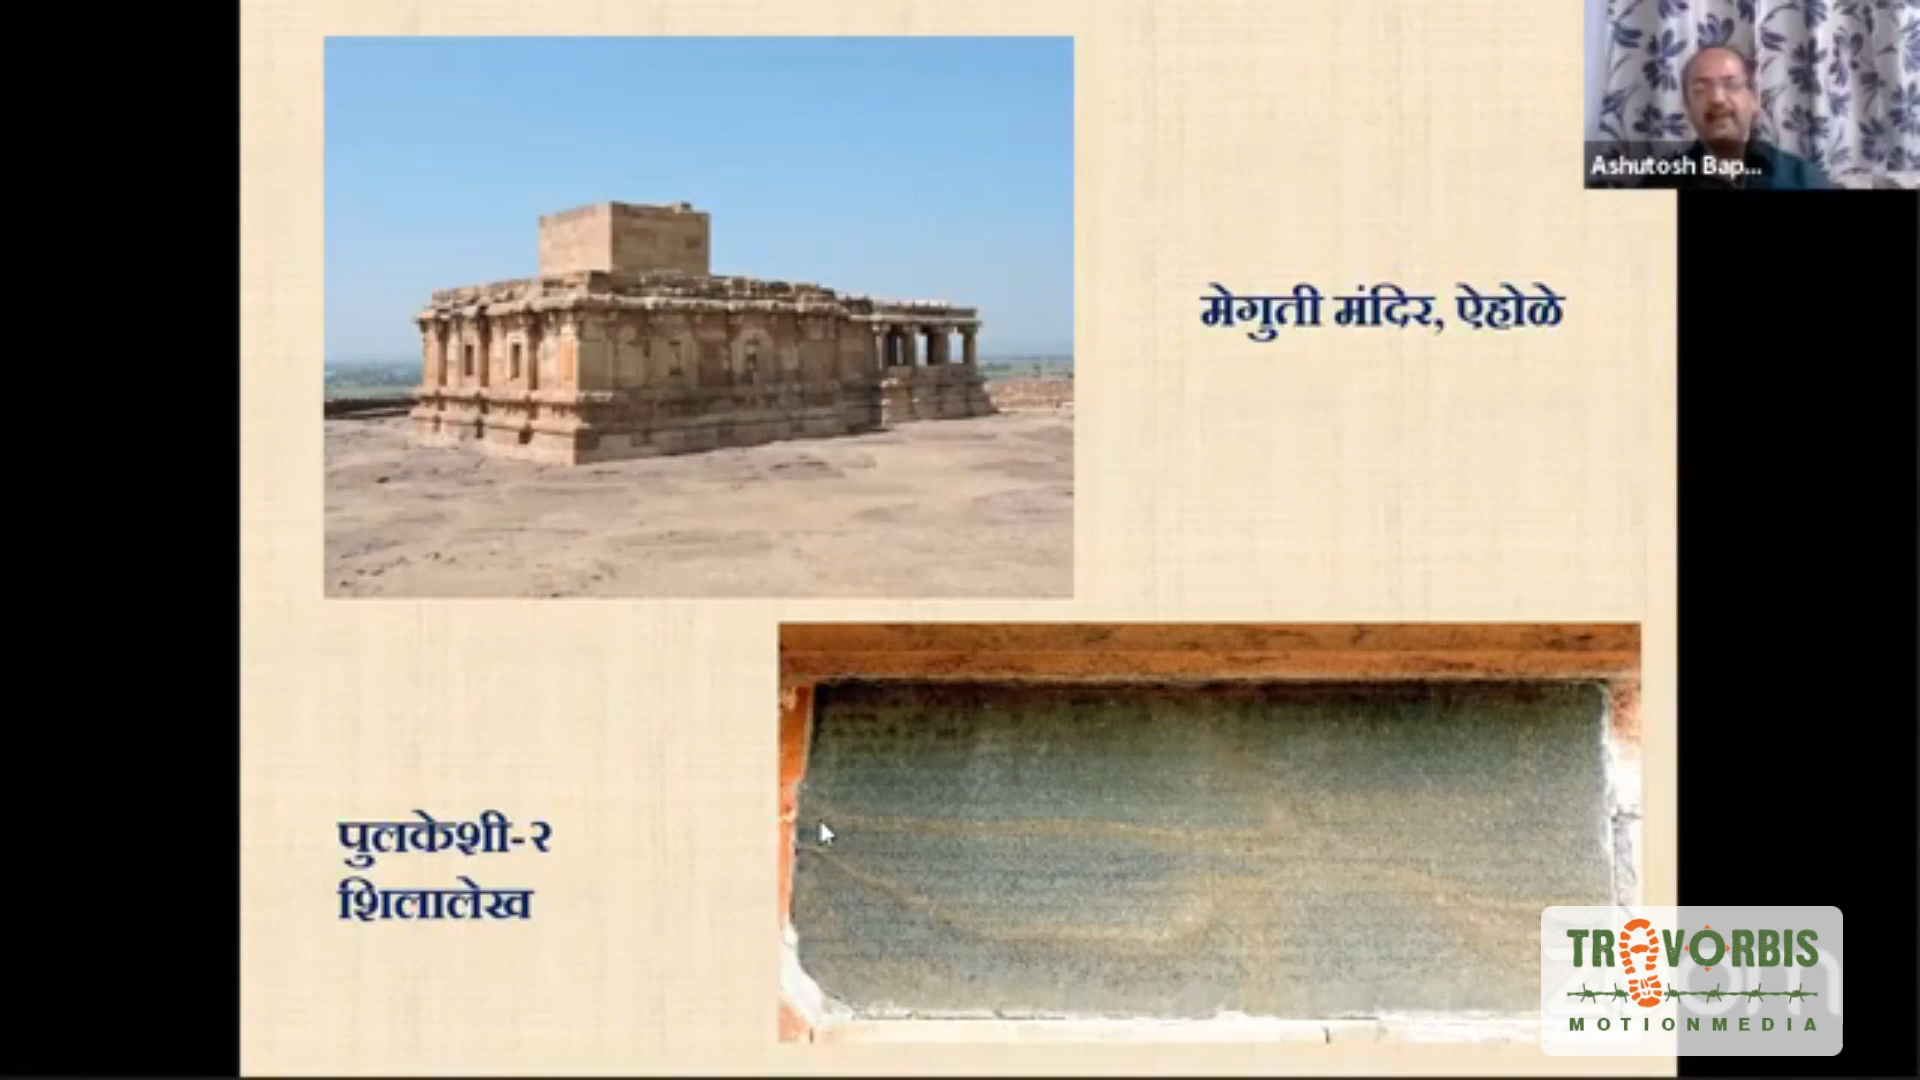 Ashutosh Bap...
मेगुती मंदिर, ऐहोळे
पुलकेशी-२
शिलालेख
TRAVORBIS
MOTIONMEDIA